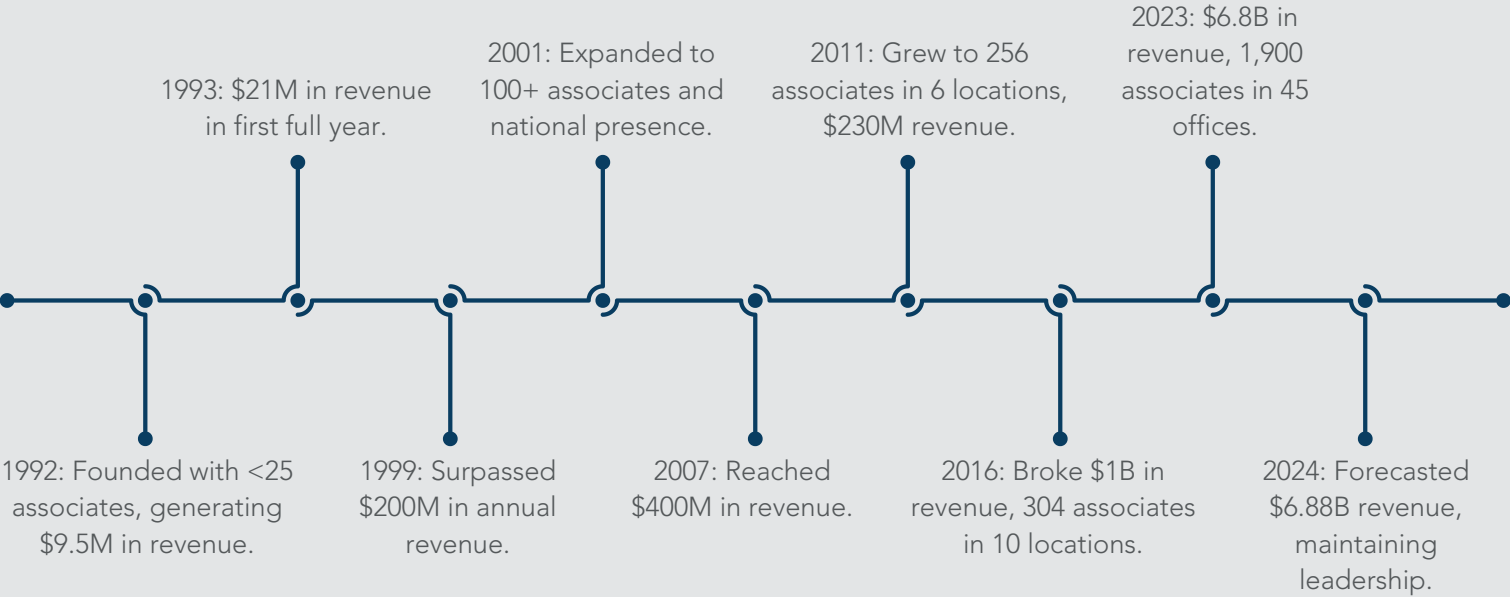 1992: Founded with <25
associates, generating
$9.5M in revenue.
1993: $21M in revenue
in first full year.
1999: Surpassed
$200M in annual
revenue.
2001: Expanded to
100+ associates and
national presence.
2007: Reached
$400M in revenue.
2011: Grew to 256
associates in 6 locations,
$230M revenue.
2016: Broke $1B in
revenue, 304 associates
in 10 locations.
2023: $6.8B in
revenue, 1,900
associates in 45
offices.
2024: Forecasted
$6.88B revenue,
maintaining
leadership.